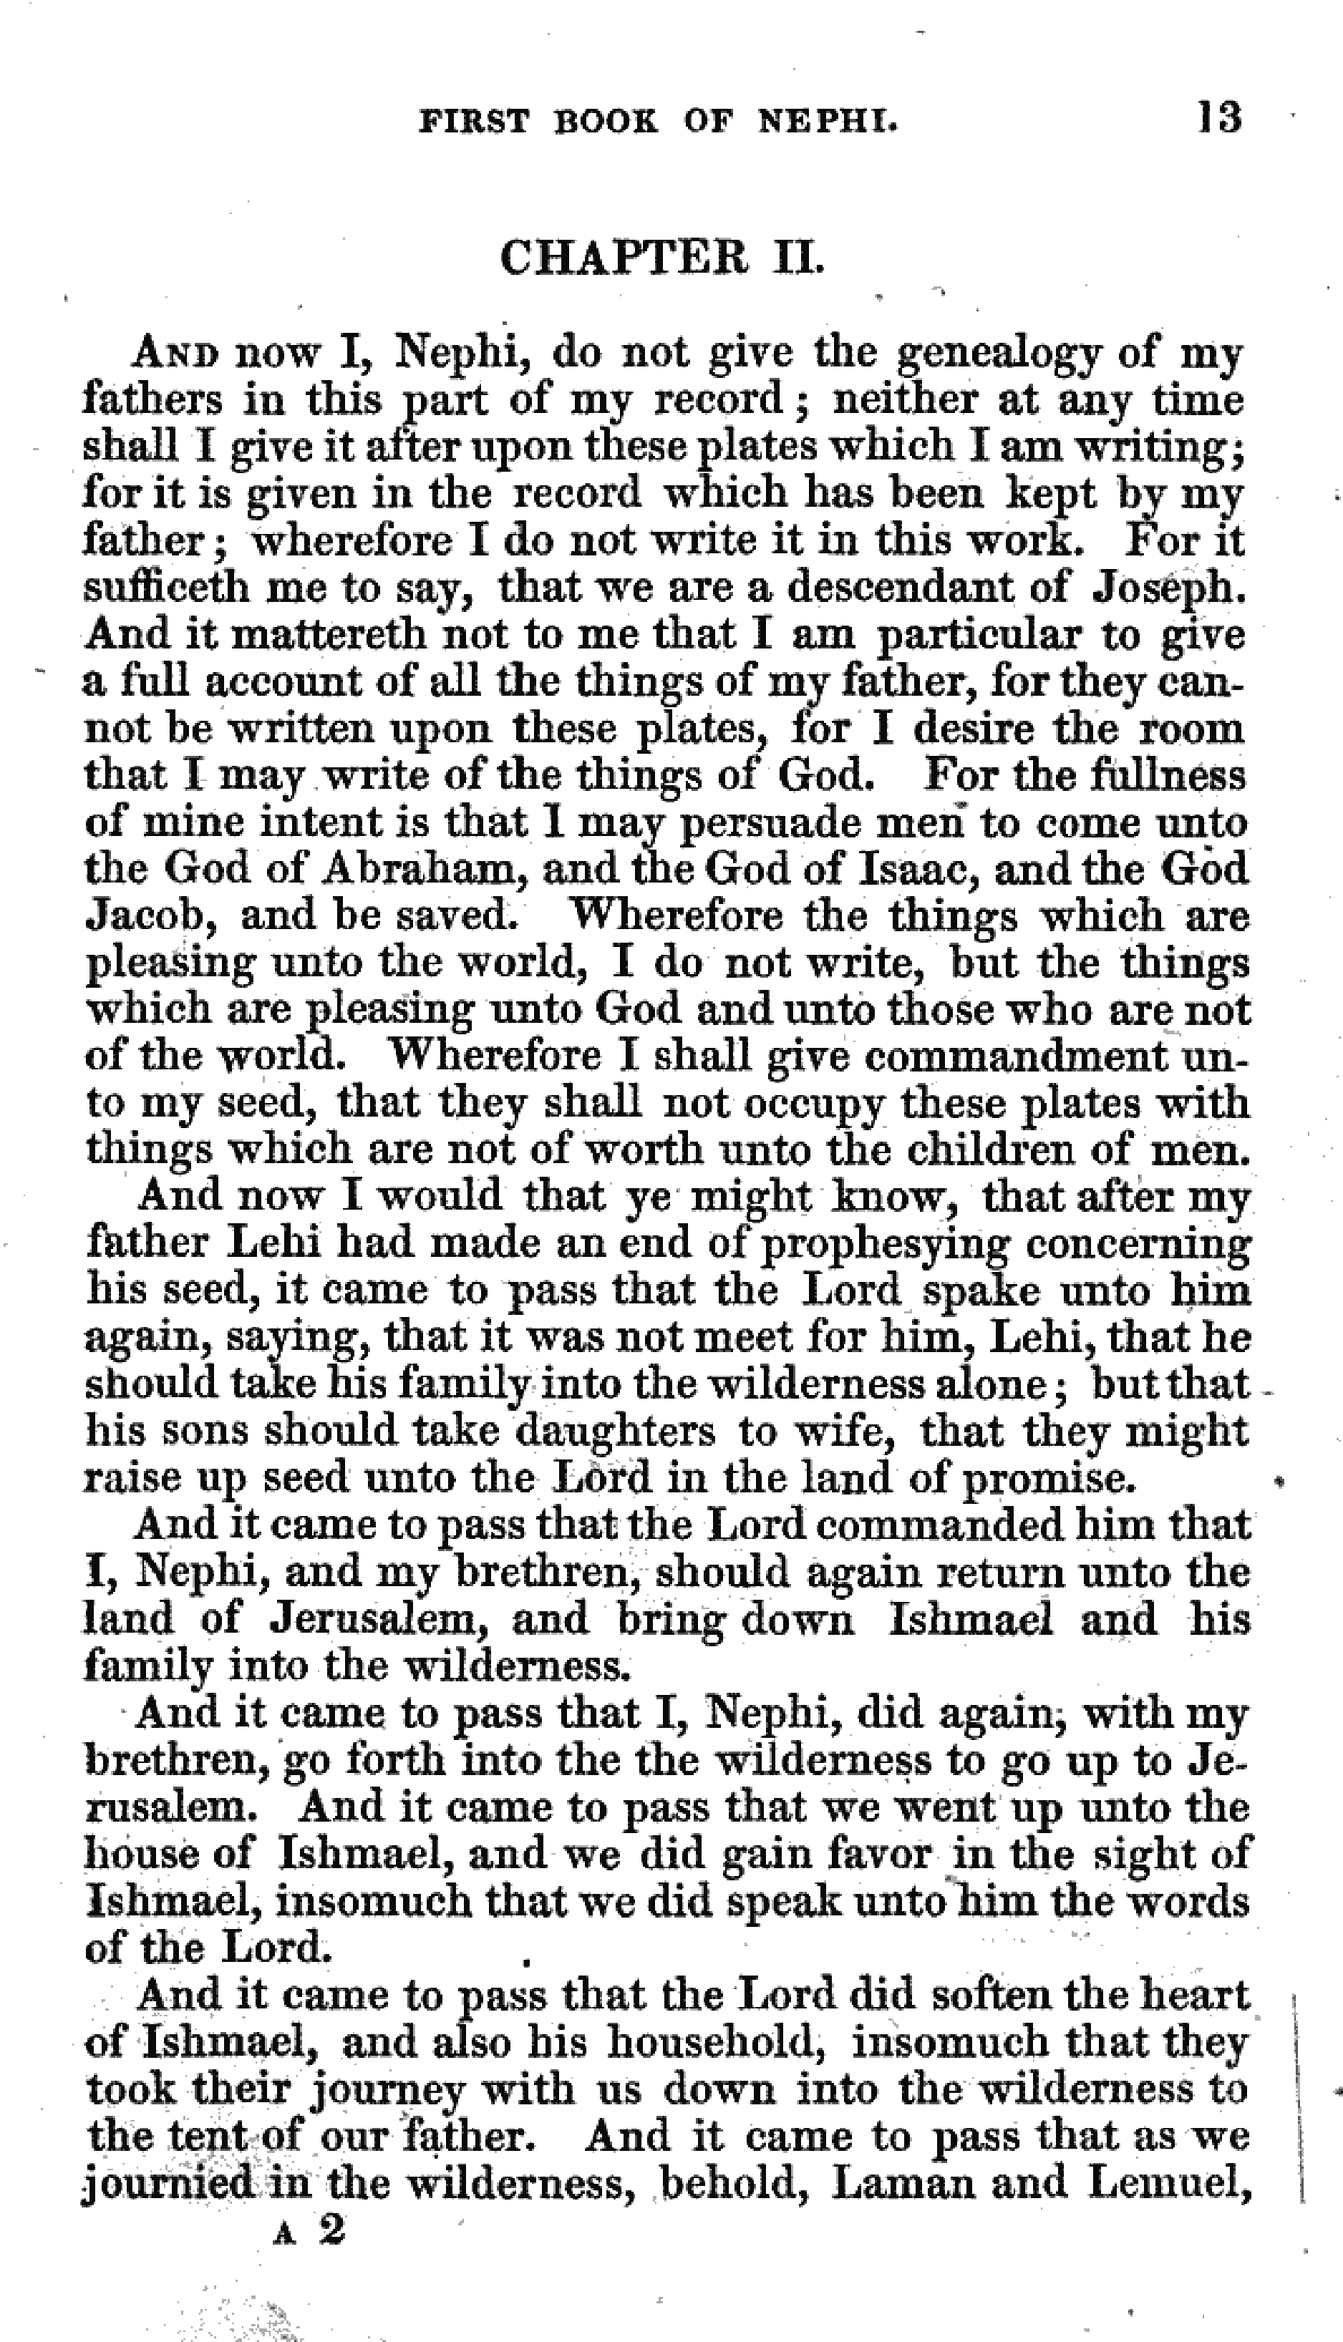 FIRST BOOK OF NEPHI. 13
CHAPTER II.
AND now I, Nephi, do not give the genealogy of my
fathers in this part of my record; neither at any time
shall I give it after upon these plates which I am writing;
for it is given in the record which has been kept by my
father; wherefore I do not write it in this work. For it
sufficeth me to say, that we are a descendant of Joseph.
And it mattereth not to me that I am particular to give
a full account of all the things of my father, for they can-
not be written upon these plates, for I desire the room
that I may write of the things of God. For the fullness
of mine intent is that I may persuade men to come unto
the God of Abraham, and the God of Isaac, and the God
Jacob, and be saved. Wherefore the things which are
pleasing unto the world, I do not write, but the things
which are pleasing unto God and unto those who are not
of the world. Wherefore I shall give commandment un-
to my seed, that they shall not occupy these plates with
things which are not of worth unto the children of men.
And now I would that ye might know, that after my
father Lehi had made an end of prophesying concerning
his seed, it came to pass that the Lord spake unto him
again, saying, that it was not meet for him, Lehi, that he
should take his family into the wilderness alone; but that
his sons should take daughters to wife, that they might
raise up seed unto the Lord in the land of promise.
And it came to pass that the Lord commanded him that
I, Nephi, and my brethren, should again return unto the
land of Jerusalem, and bring down Ishmael and his
family into the wilderness.
And it came to pass that I, Nephi, did again, with my
brethren, go forth into the the wilderness to go up to Je-
rusalem. And it came to pass that we went up unto the
house of Ishmael, and we did gain favor in the sight of
Ishmael, insomuch that we did speak unto him the words
of the Lord.
And it came to pass that the Lord did soften the heart
of Ishmael, and also his household, insomuch that they
took their journey with us down into the wilderness to
the tent of our father. And it came to pass that as we
journied in the wilderness, behold, Laman and Lemuel,
A 2